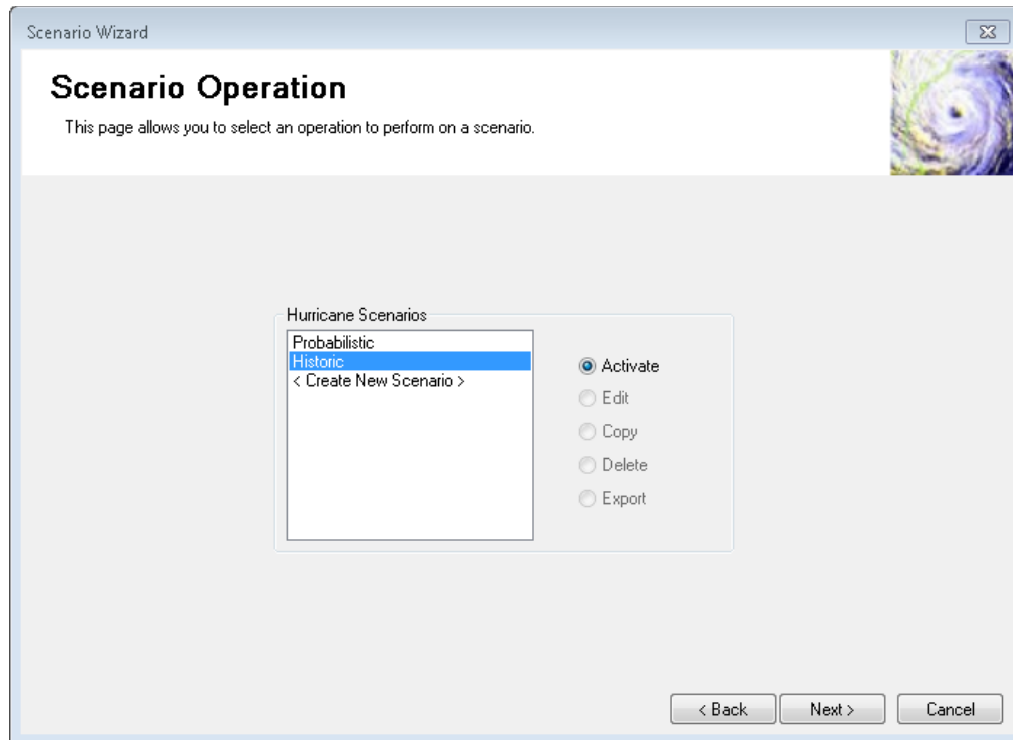 Scenario Wizard
Scenario Operation
This page allows you to select an operation to perform on a scenario.
Hurricane Scenarios
Probabilistic
Historic
< Create New Scenario >
Activate
Edit
Copy
Delete
Export
< Back
Next >
Cancel